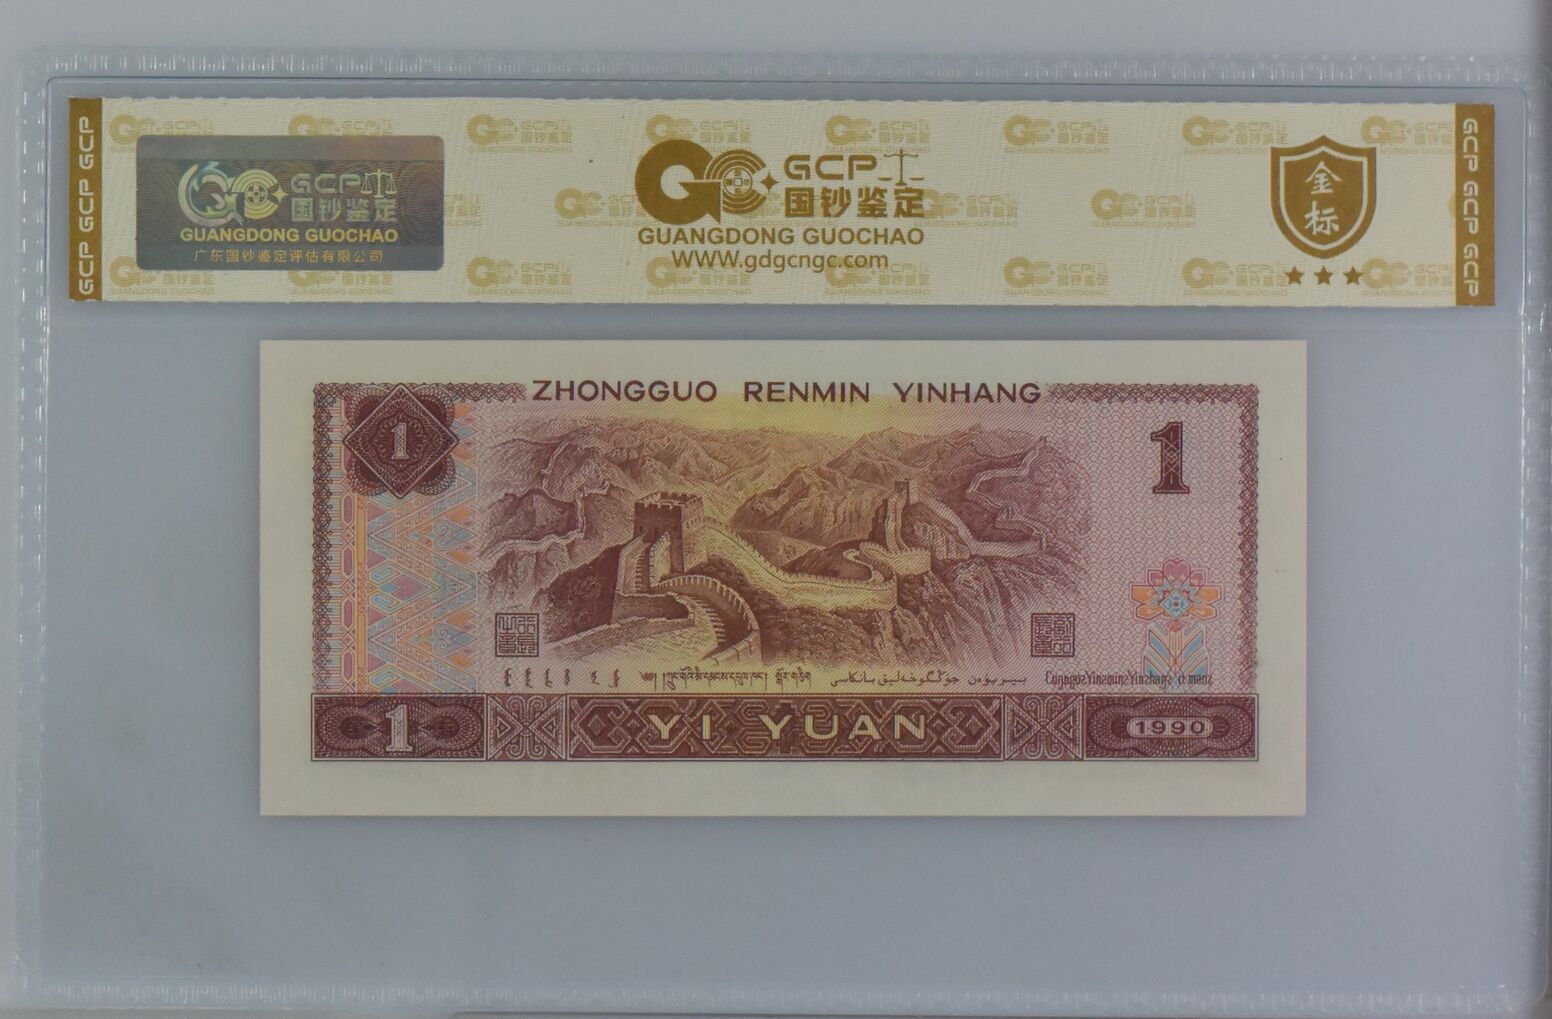 GCP GCP GCP
GCP
国钞鉴定
GUANGDONG GUOCHAO
广东国钞鉴定评估有限公司
GCP
国钞鉴定
GUANGDONG GUOCHAO
WWW.gdgcngc.com
金标
GCP GCP GCP
ZHONGGUO RENMIN YINHANG
1
1
1
YI YUAN
1990